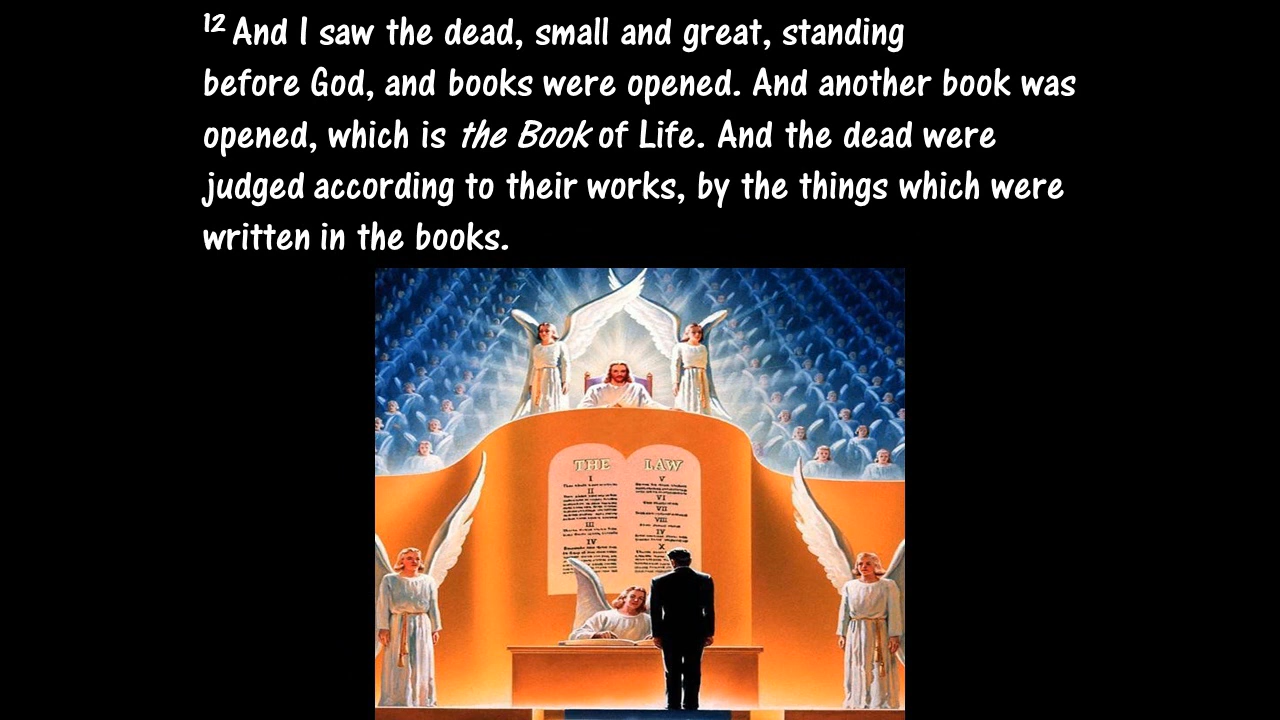 12 And I saw the dead, small and great, standing
before God, and books were opened. And another book was
opened, which is the Book of Life. And the dead were
judged according to their works, by the things which were
written in the books.
THE LAW
I
II
III
IV
V
VI
VII
VIII
IV
X